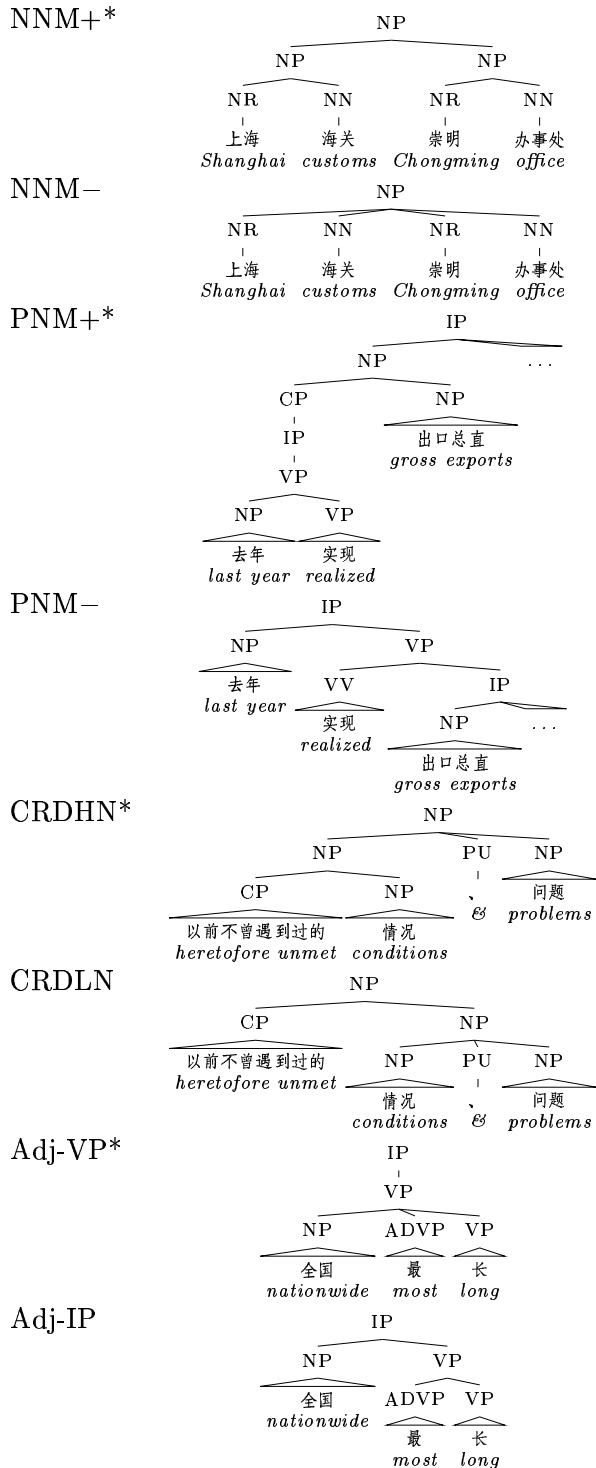 NNM+*
NP
NP NP
NR NN NR NN
上海 海关 崇明 办事处
Shanghai customs Chongming office
NNM−
NP
NR NN NR NN
上海 海关 崇明 办事处
Shanghai customs Chongming office
PNM+*
IP
NP ...
CP NP
IP 出口总直
gross exports
VP
NP VP
去年 实现
last year realized
PNM−
IP
NP VP
去年 VV IP
last year 实现 NP ...
realized 出口总直
gross exports
CRDHN*
NP
NP PU NP
CP NP 、 问题
& problems
以前不曾遇到过的 情况
heretofore unmet conditions
CRDLN
NP
CP NP
以前不曾遇到过的 NP PU NP
heretofore unmet 情况 、 问题
conditions & problems
Adj-VP*
IP
VP
NP ADVP VP
全国 最 长
nationwide most long
Adj-IP
IP
NP VP
全国 ADVP VP
nationwide 最 长
most long